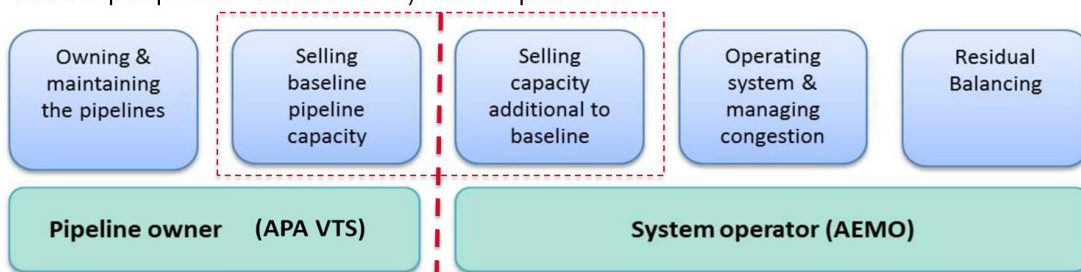 Owning &
maintaining
the pipelines
Selling
baseline
pipeline
capacity
Selling
capacity
additional to
baseline
Operating
system &
managing
congestion
Residual
Balancing
Pipeline owner (APA VTS)
System operator (AEMO)